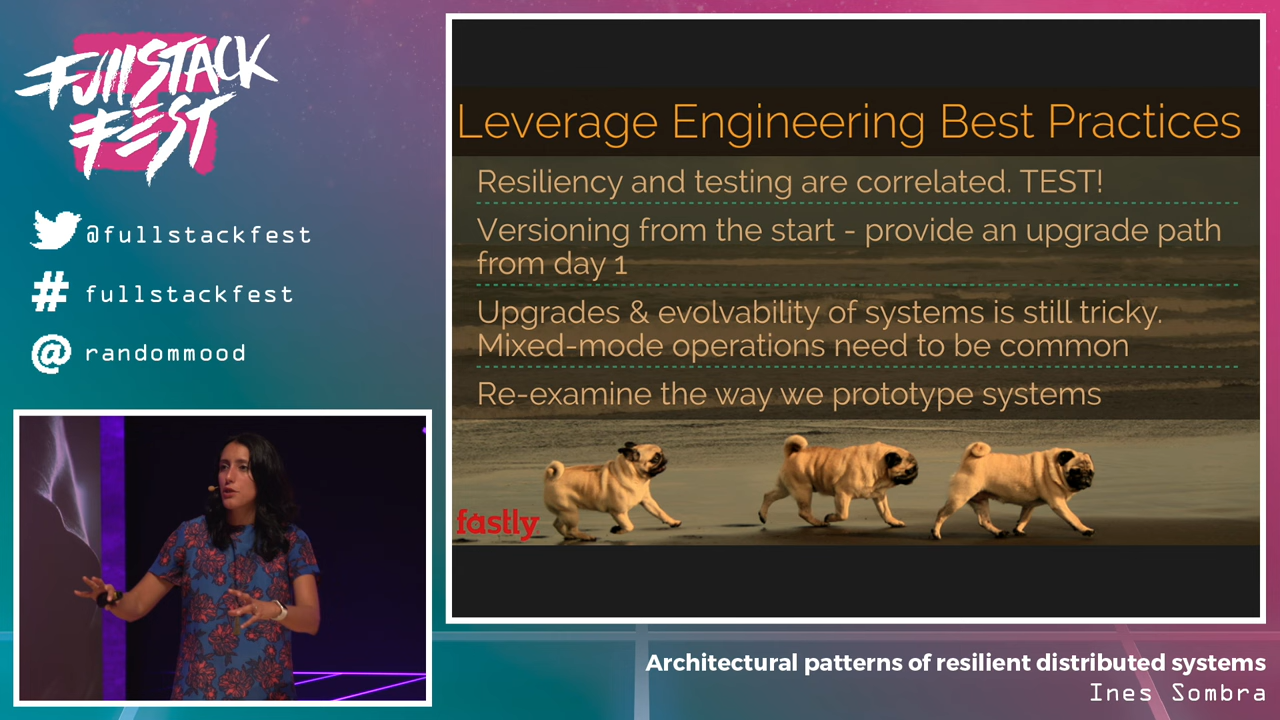 FullSTACK
FEST
@fullstackfest
# fullstackfest
@ randommood
Leverage Engineering Best Practices
Resiliency and testing are correlated. TEST!
Versioning from the start - provide an upgrade path
from day 1
Upgrades & evolvability of systems is still tricky.
Mixed-mode operations need to be common
Re-examine the way we prototype systems
fastly
Architectural patterns of resilient distributed systems
Ines Sombra